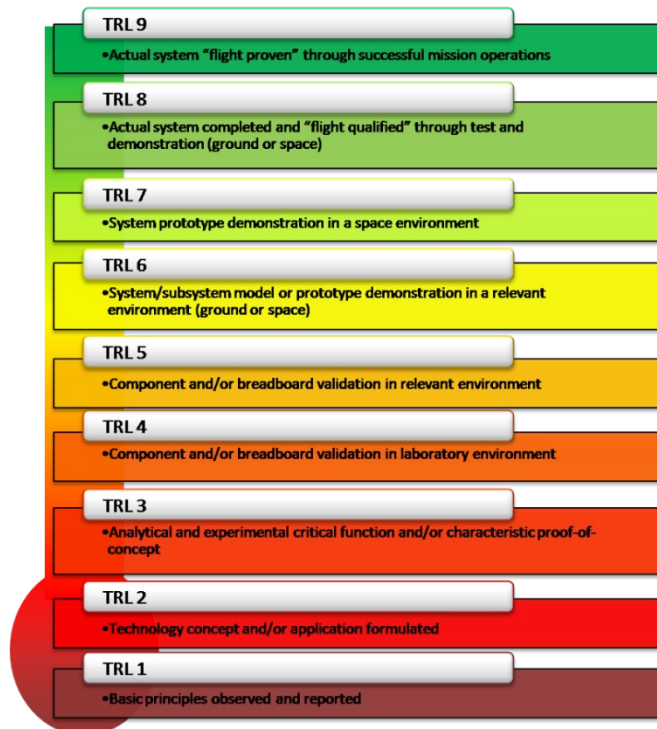 TRL 9
•Actual system “flight proven” through successful mission operations
TRL 8
•Actual system completed and “flight qualified” through test and
demonstration (ground or space)
TRL 7
•System prototype demonstration in a space environment
TRL 6
•System/subsystem model or prototype demonstration in a relevant
environment (ground or space)
TRL 5
•Component and/or breadboard validation in relevant environment
TRL 4
•Component and/or breadboard validation in laboratory environment
TRL 3
•Analytical and experimental critical function and/or characteristic proof-of-
concept
TRL 2
•Technology concept and/or application formulated
TRL 1
•Basic principles observed and reported